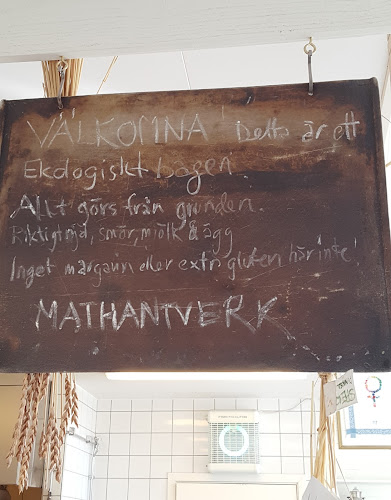 VÄLKOMNA! Detta är ett
Ekologiskt bageri.
Allt görs från grunden.
Riktigt mjöl, smör, mjölk & ägg
Inget margarin eller extra gluten här inte!
MATHANTVERK